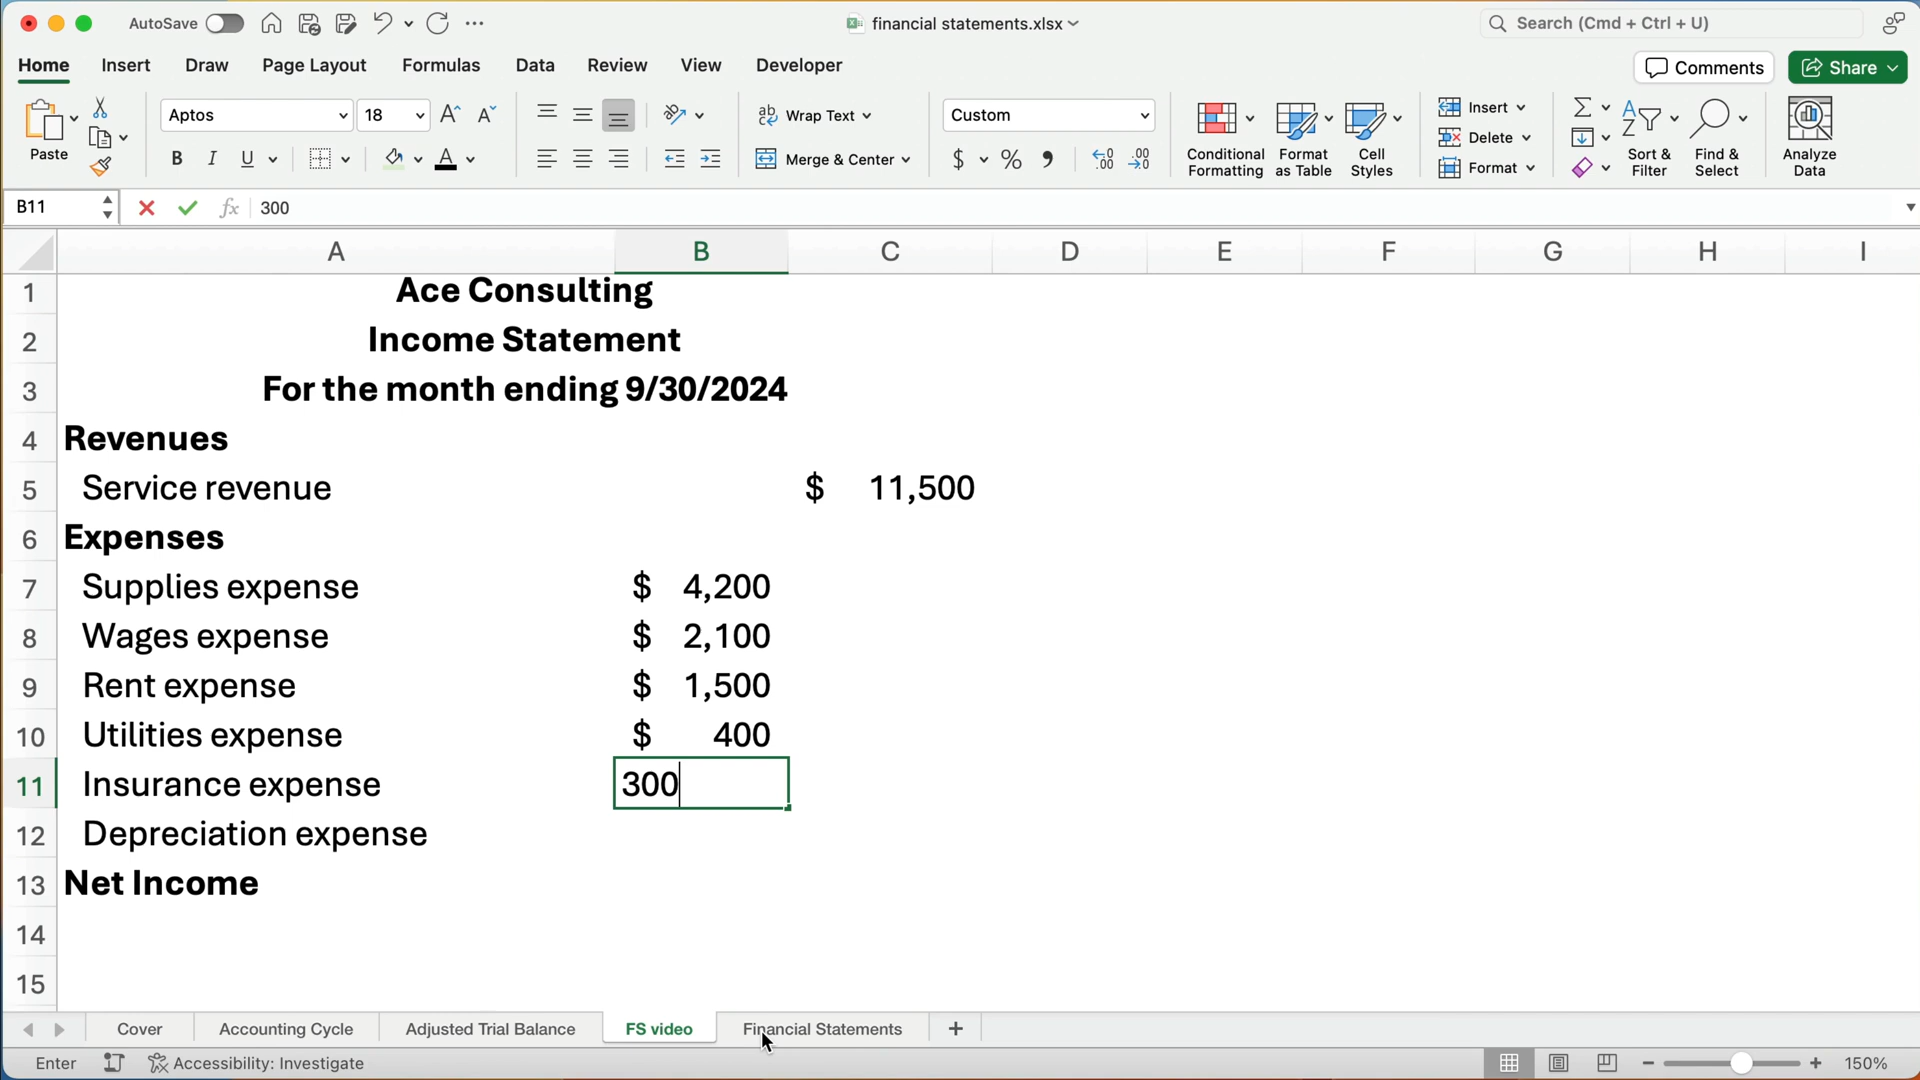 AutoSave financial statements.xlsx Search (Cmd + Ctrl + U)
Home Insert Draw Page Layout Formulas Data Review View Developer Comments Share
Paste
Aptos 18
B I U A
Wrap Text
Merge & Center
Custom
$ %
Conditional Formatting
Format as Table
Cell Styles
Insert
Delete
Format
Sort & Filter
Find & Select
Analyze Data
B11 fx 300
A B C D E F G H I
1 Ace Consulting
2 Income Statement
3 For the month ending 9/30/2024
4 Revenues
5 Service revenue $ 11,500
6 Expenses
7 Supplies expense $ 4,200
8 Wages expense $ 2,100
9 Rent expense $ 1,500
10 Utilities expense $ 400
11 Insurance expense 300
12 Depreciation expense
13 Net Income
14
15
Cover Accounting Cycle Adjusted Trial Balance FS video Financial Statements +
Enter Accessibility: Investigate 150%